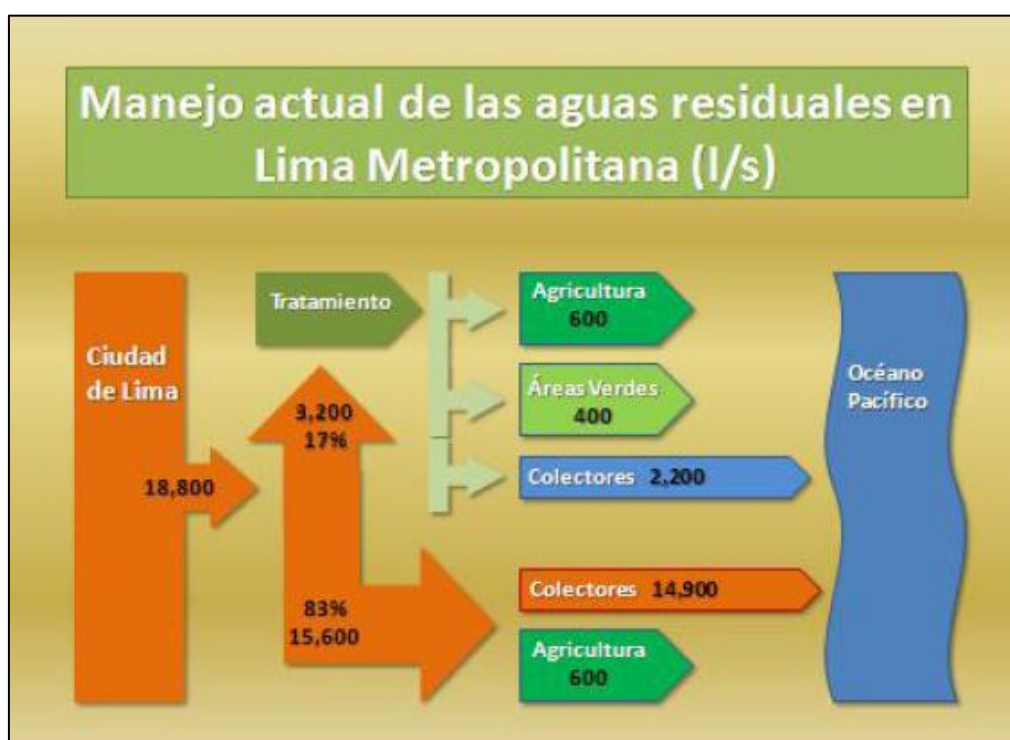 Manejo actual de las aguas residuales en
Lima Metropolitana (l/s)
Ciudad
de Lima
18,800
Tratamiento
3,200
17%
83%
15,600
Agricultura
600
Áreas Verdes
400
Colectores 2,200
Colectores 14,900
Agricultura
600
Océano
Pacífico